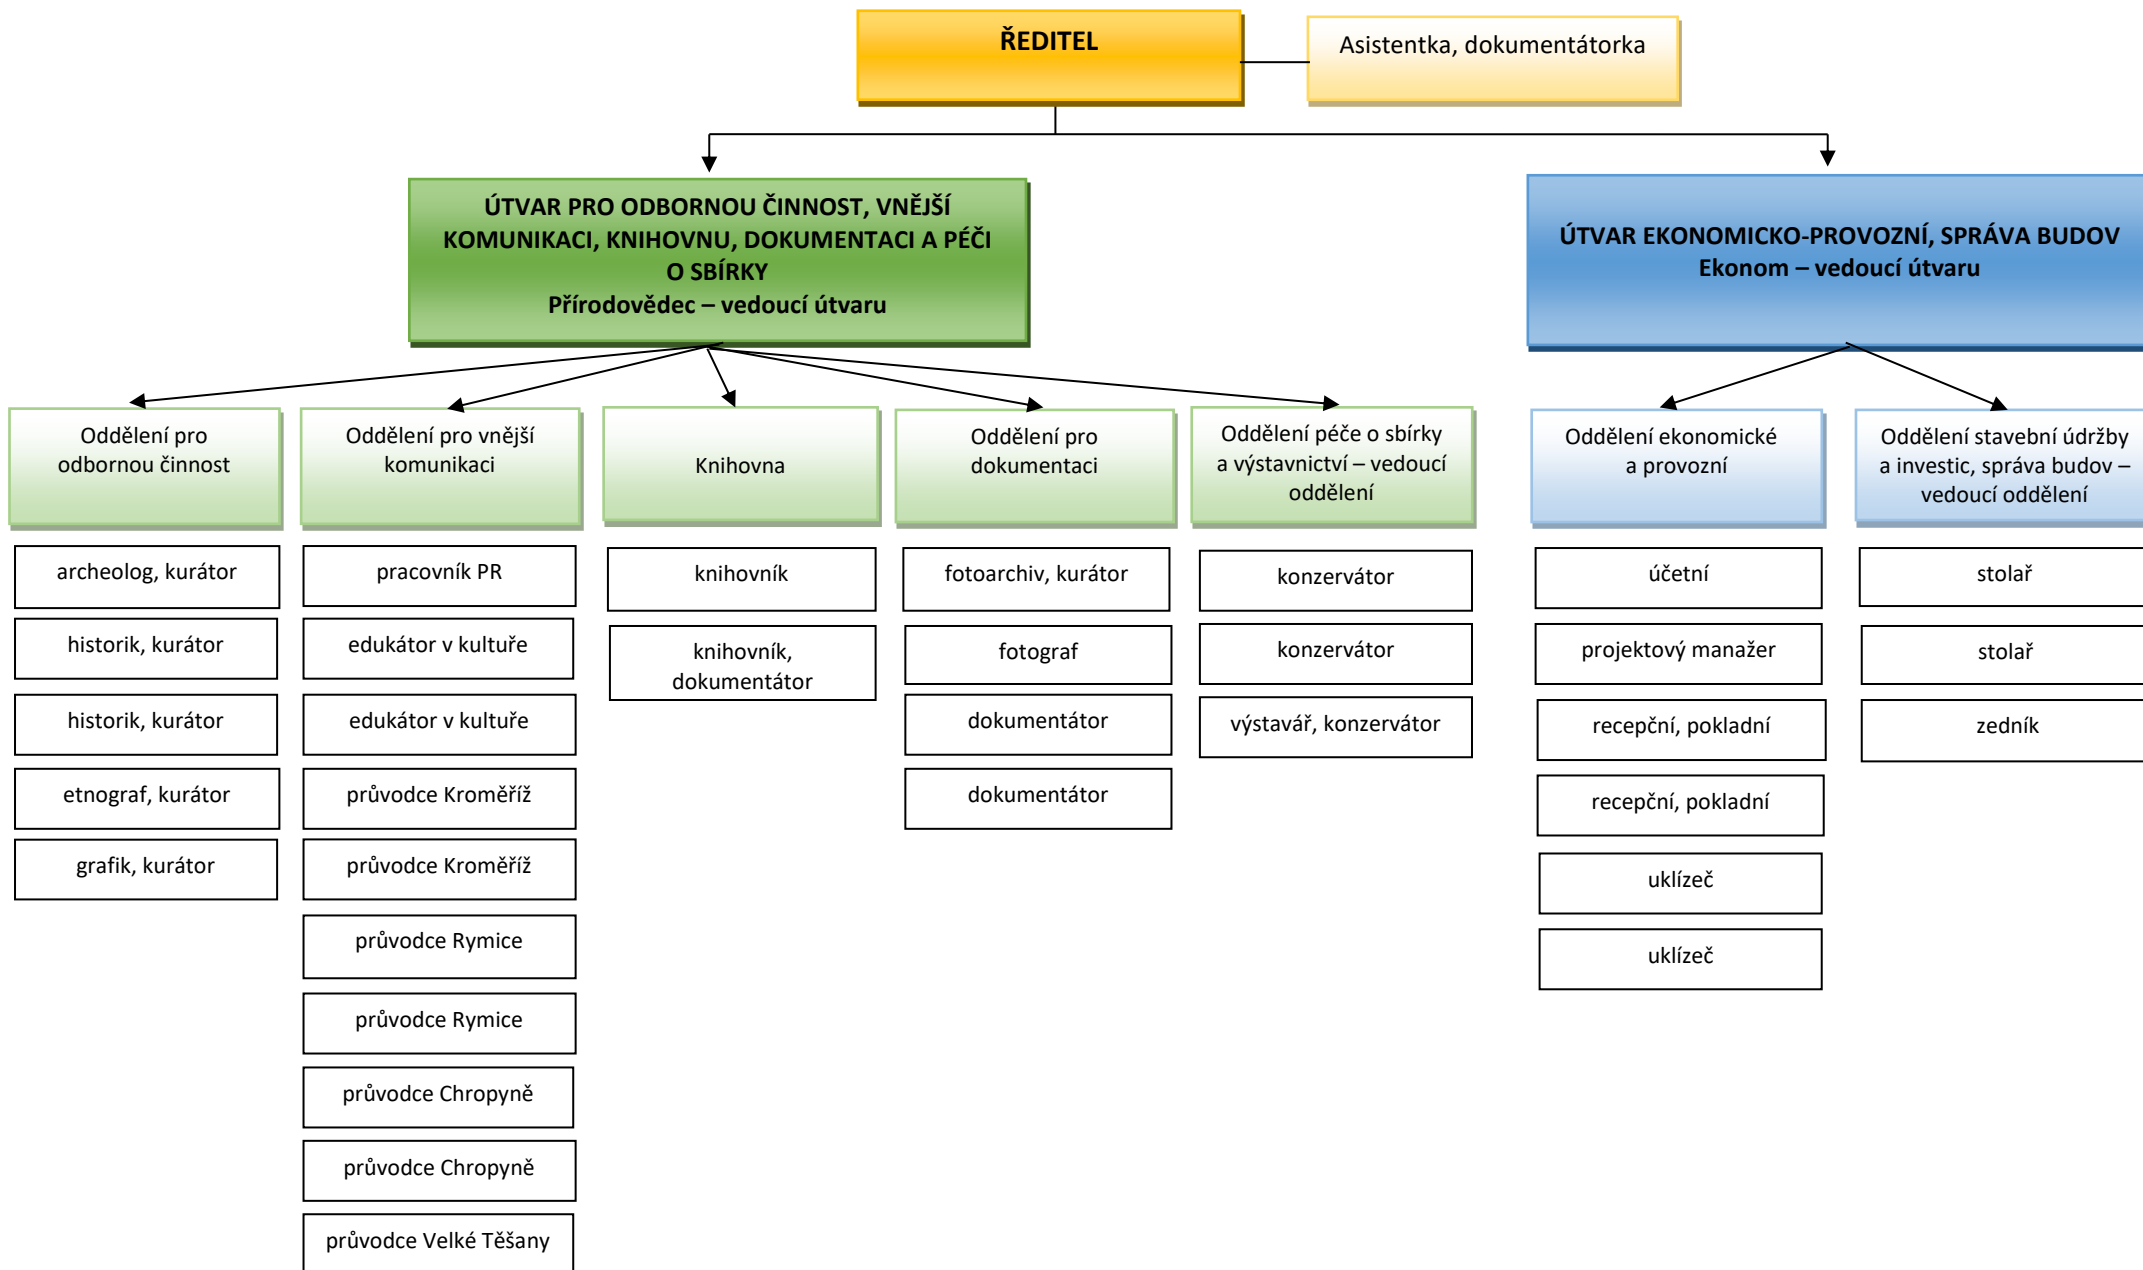 ŘEDITEL
Asistentka, dokumentátorka
ÚTVAR PRO ODBORNOU ČINNOST, VNĚJŠÍ
KOMUNIKACI, KNIHOVNU, DOKUMENTACI A PÉČI
O SBÍRKY
Přírodovědec – vedoucí útvaru
ÚTVAR EKONOMICKO-PROVOZNÍ, SPRÁVA BUDOV
Ekonom – vedoucí útvaru
Oddělení pro
odbornou činnost
archeolog, kurátor
historik, kurátor
historik, kurátor
etnograf, kurátor
grafik, kurátor
Oddělení pro vnější
komunikaci
pracovník PR
edukátor v kultuře
edukátor v kultuře
průvodce Kroměříž
průvodce Kroměříž
průvodce Rymice
průvodce Rymice
průvodce Chropyně
průvodce Chropyně
průvodce Velké Těšany
Knihovna
knihovník
knihovník,
dokumentátor
Oddělení pro
dokumentaci
fotoarchiv, kurátor
fotograf
dokumentátor
dokumentátor
Oddělení péče o sbírky
a výstavnictví – vedoucí
oddělení
konzervátor
konzervátor
výstavář, konzervátor
Oddělení ekonomické
a provozní
účetní
projektový manažer
recepční, pokladní
recepční, pokladní
uklízeč
uklízeč
Oddělení stavební údržby
a investic, správa budov –
vedoucí oddělení
stolař
stolař
zedník